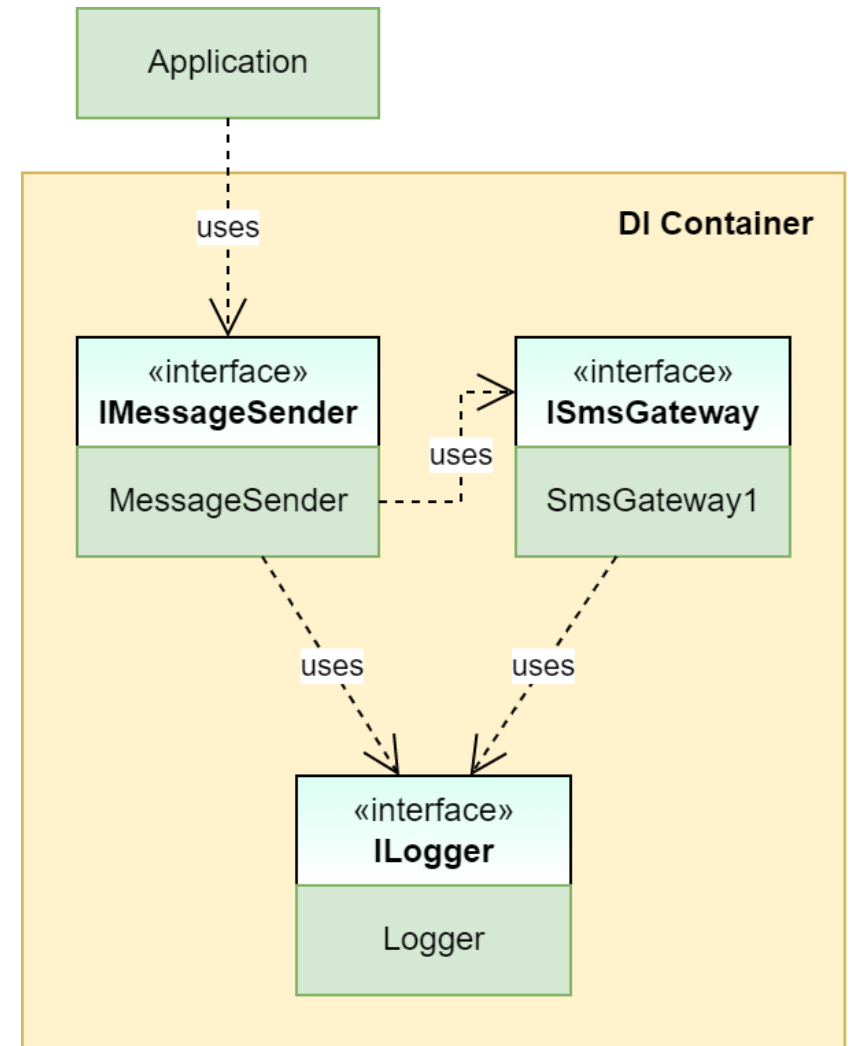 Application
uses
DI Container
«interface»
IMessageSender
MessageSender
uses
«interface»
ISmsGateway
SmsGateway1
uses
uses
«interface»
ILogger
Logger